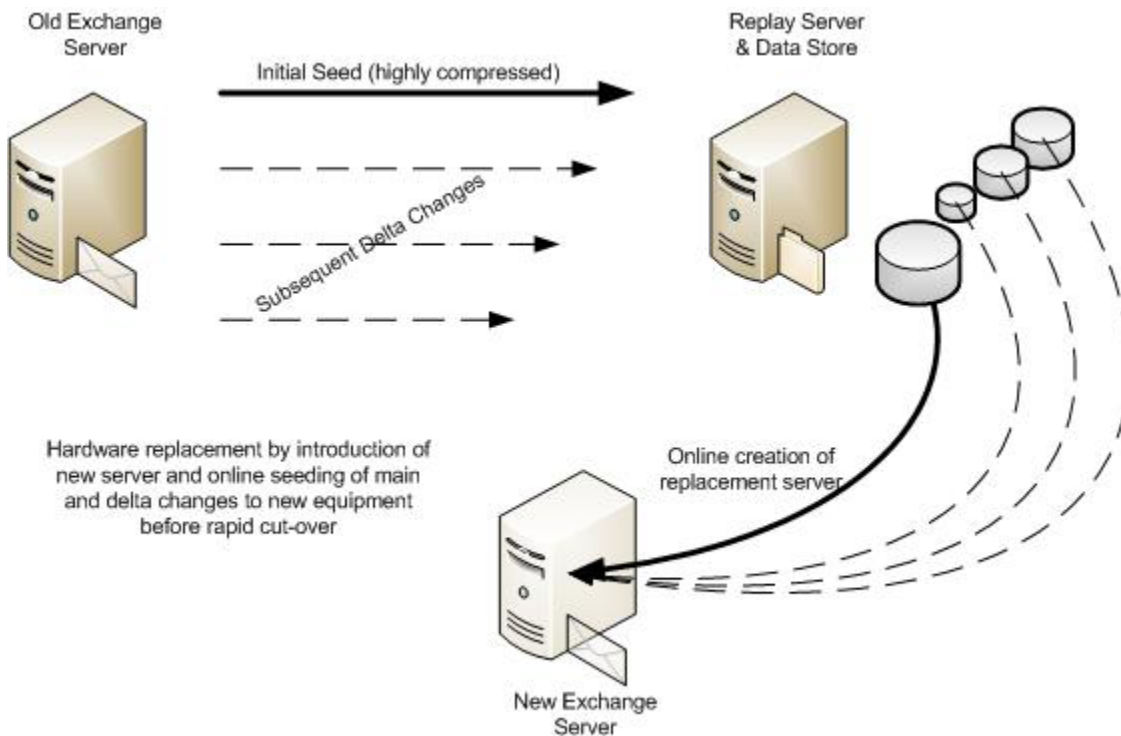 Old Exchange
Server
Replay Server
& Data Store
Initial Seed (highly compressed)
Subsequent Delta Changes
Hardware replacement by introduction of
new server and online seeding of main
and delta changes to new equipment
before rapid cut-over
Online creation of
replacement server
New Exchange
Server